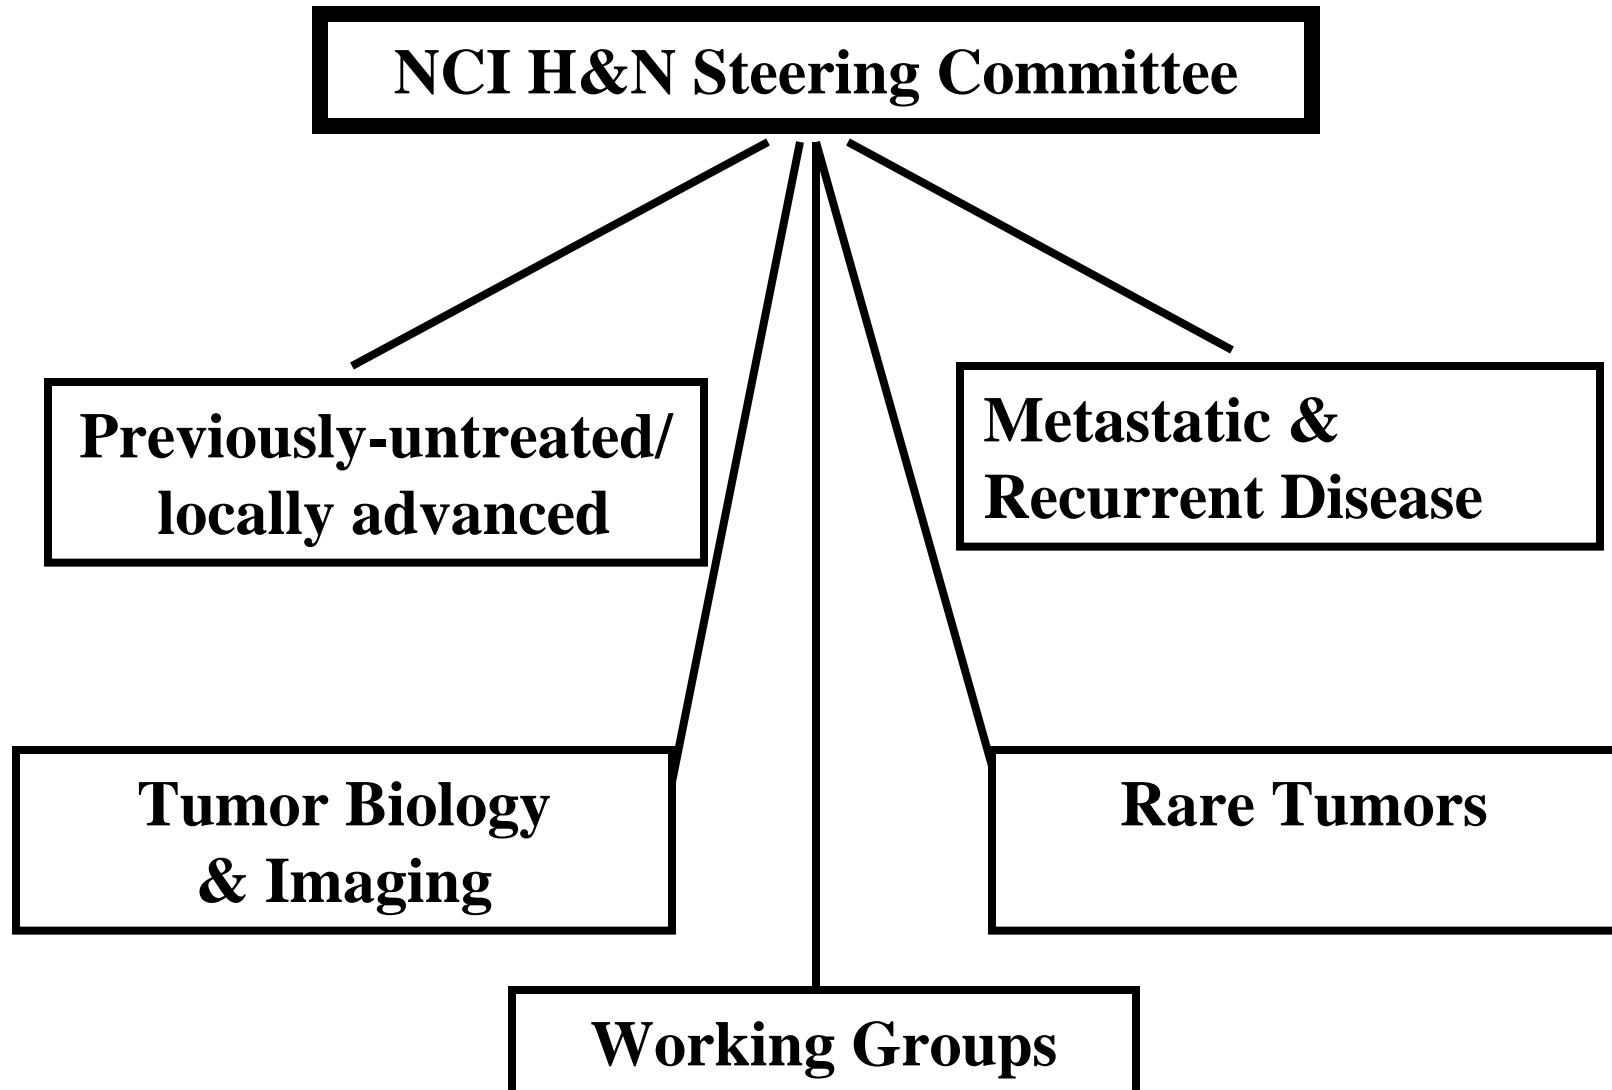 NCI H&N Steering Committee
Previously-untreated/
locally advanced
Metastatic &
Recurrent Disease
Tumor Biology
& Imaging
Rare Tumors
Working Groups